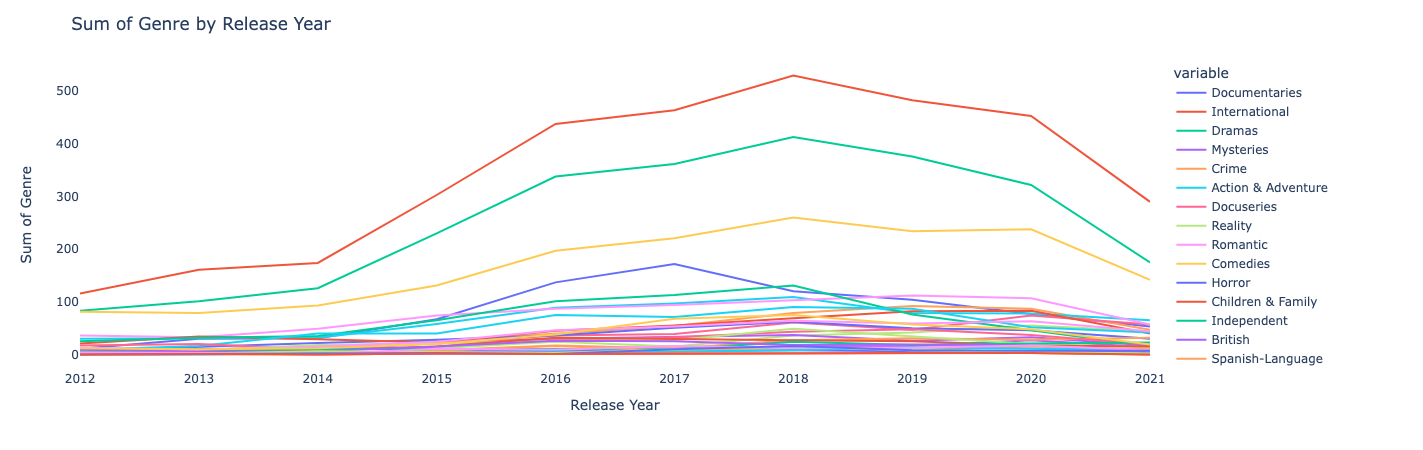 Sum of Genre by Release Year
variable
Documentaries
International
Dramas
Mysteries
Crime
Action & Adventure
Docuseries
Reality
Romantic
Comedies
Horror
Children & Family
Independent
British
Spanish-Language
Sum of Genre
500
400
300
200
100
0
2012 2013 2014 2015 2016 2017 2018 2019 2020 2021
Release Year